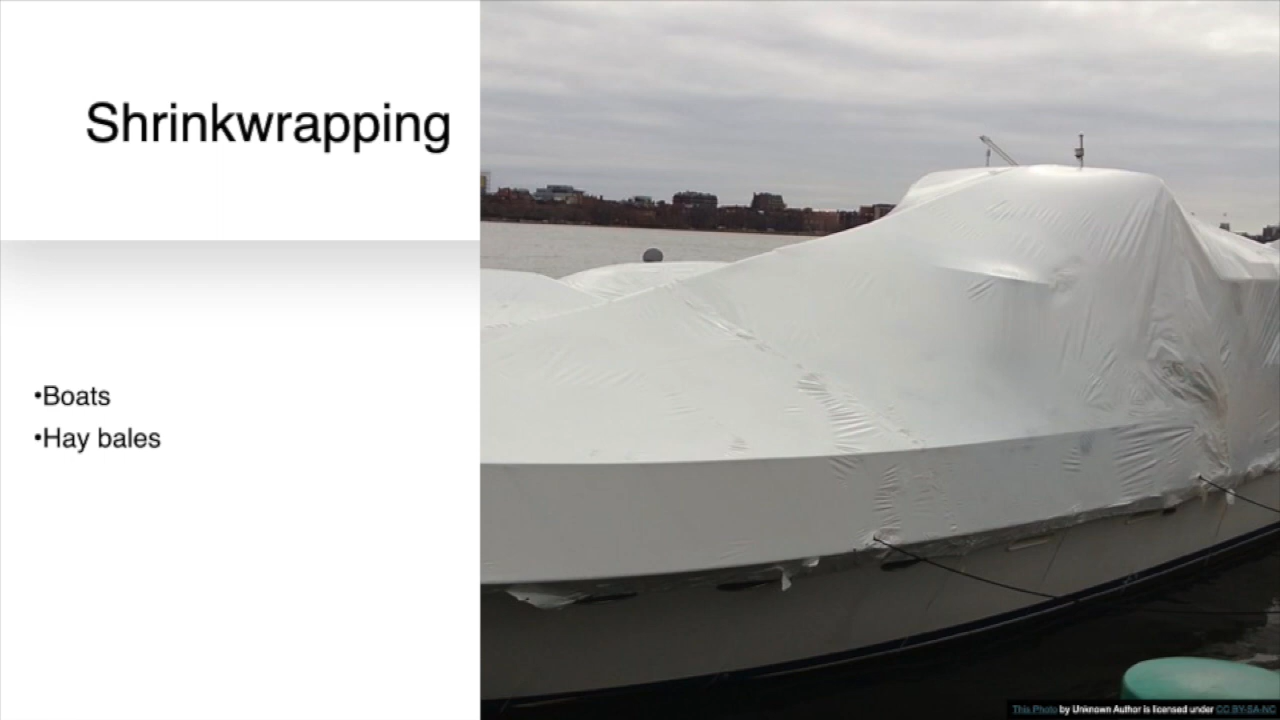 Shrinkwrapping
•Boats
•Hay bales
This Photo by Unknown Author is licensed under CC BY-SA-NC